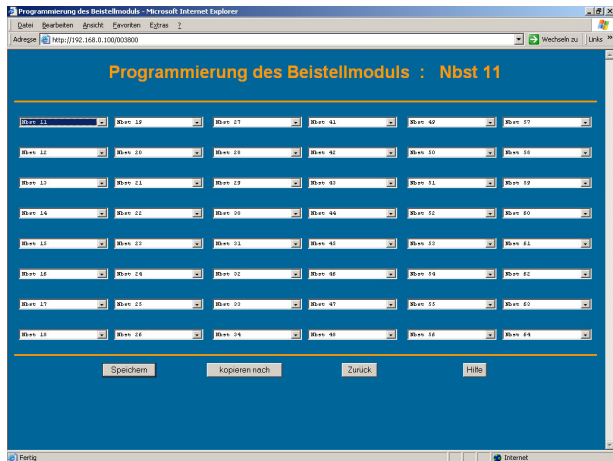 Programmierung des Beistellmoduls - Microsoft Internet Explorer
Datei Bearbeiten Ansicht Favoriten Extras ?
Adresse http://192.168.0.100/003800 Wechseln zu Links »
Programmierung des Beistellmoduls : Nbst 11
Nbst 11 Nbst 19 Nbst 27 Nbst 41 Nbst 49 Nbst 57
Nbst 12 Nbst 20 Nbst 28 Nbst 42 Nbst 50 Nbst 58
Nbst 13 Nbst 21 Nbst 29 Nbst 43 Nbst 51 Nbst 59
Nbst 14 Nbst 22 Nbst 30 Nbst 44 Nbst 52 Nbst 60
Nbst 15 Nbst 23 Nbst 31 Nbst 45 Nbst 53 Nbst 61
Nbst 16 Nbst 24 Nbst 32 Nbst 46 Nbst 54 Nbst 62
Nbst 17 Nbst 25 Nbst 33 Nbst 47 Nbst 55 Nbst 63
Nbst 18 Nbst 26 Nbst 34 Nbst 48 Nbst 56 Nbst 64
Speichern kopieren nach Zurück Hilfe
Fertig Internet